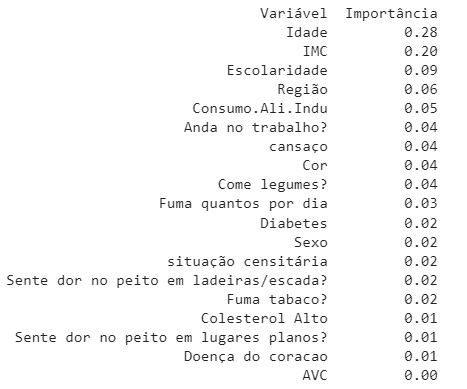 Variável Importância
Idade 0.28
IMC 0.20
Escolaridade 0.09
Região 0.06
Consumo.Ali.Indu 0.05
Anda no trabalho? 0.04
cansaço 0.04
Cor 0.04
Come legumes? 0.04
Fuma quantos por dia 0.03
Diabetes 0.02
Sexo 0.02
situação censitária 0.02
Sente dor no peito em ladeiras/escada? 0.02
Fuma tabaco? 0.02
Colesterol Alto 0.01
Sente dor no peito em lugares planos? 0.01
Doença do coracao 0.01
AVC 0.00